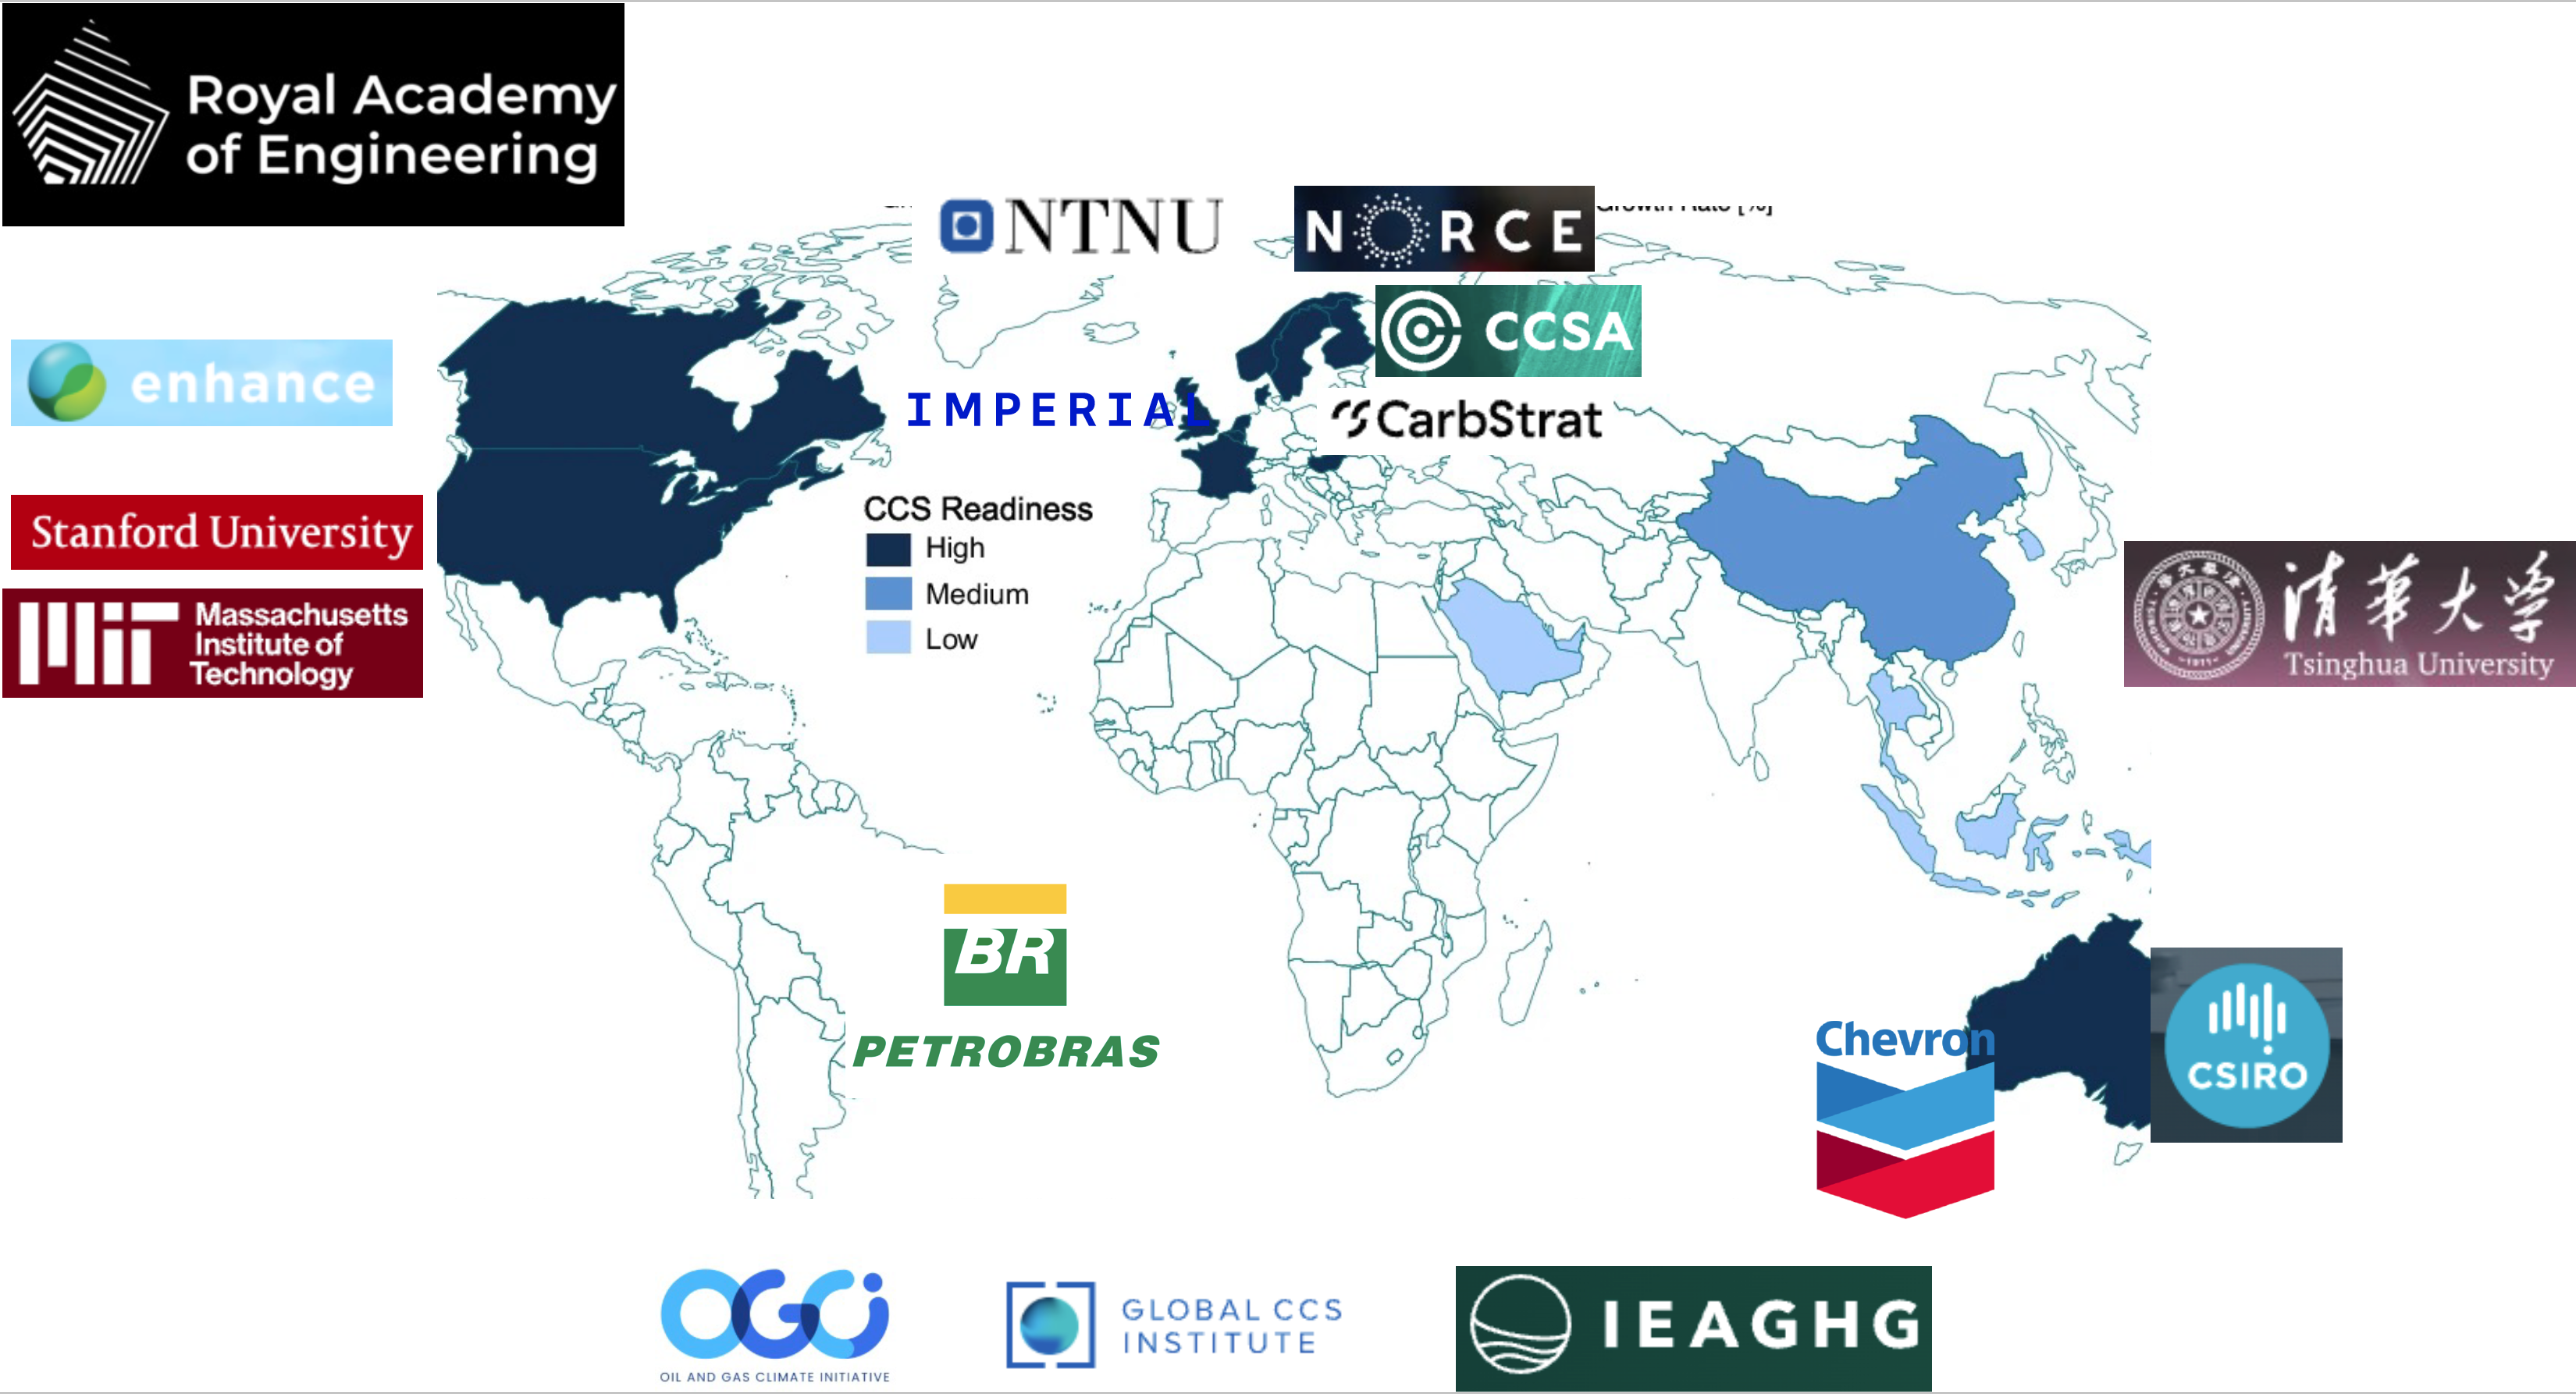 Royal Academy
of Engineering
NTNU
NORCE
Growth Rate [%]
CCSA
enhance
IMPERIAL
CarbStrat
CCS Readiness
High
Medium
Low
Stanford University
MIT
Massachusetts
Institute of
Technology
清華大学
Tsinghua University
BR
PETROBRAS
Chevron
CSIRO
OGCi
OIL AND GAS CLIMATE INITIATIVE
GLOBAL CCS
INSTITUTE
IEAGHG